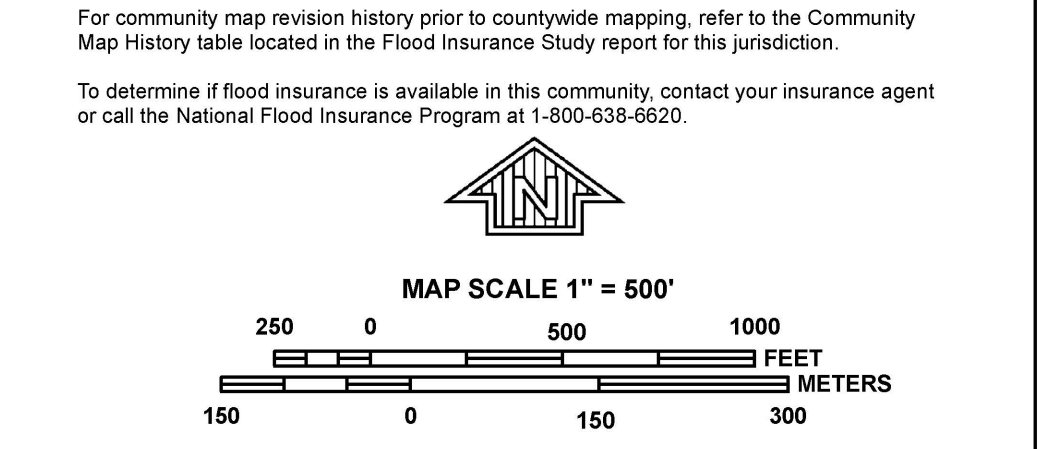 For community map revision history prior to countywide mapping, refer to the Community
Map History table located in the Flood Insurance Study report for this jurisdiction.
To determine if flood insurance is available in this community, contact your insurance agent
or call the National Flood Insurance Program at 1-800-638-6620.
N
MAP SCALE 1" = 500'
250 0 500 1000
FEET
METERS
150 0 150 300